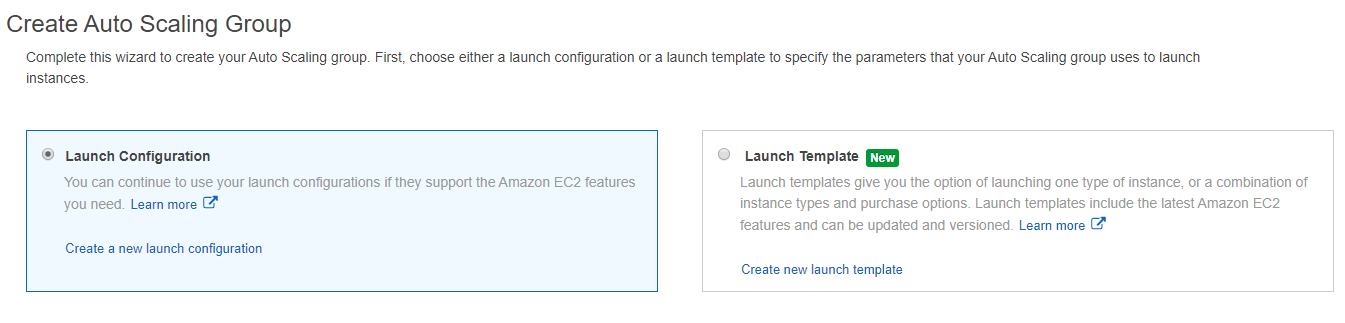 Create Auto Scaling Group
Complete this wizard to create your Auto Scaling group. First, choose either a launch configuration or a launch template to specify the parameters that your Auto Scaling group uses to launch
instances.
Launch Configuration
You can continue to use your launch configurations if they support the Amazon EC2 features
you need. Learn more
Create a new launch configuration
Launch Template New
Launch templates give you the option of launching one type of instance, or a combination of
instance types and purchase options. Launch templates include the latest Amazon EC2
features and can be updated and versioned. Learn more
Create new launch template